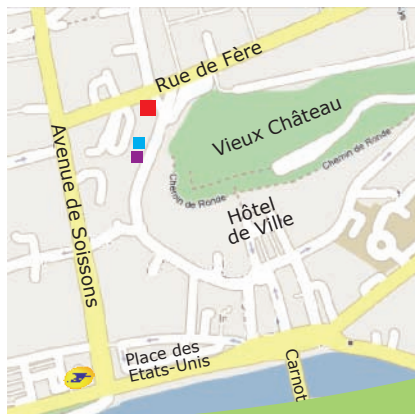 Rue de Fère
Vieux Château
Chemin de Ronde
Chemin de Ronde
Avenue de Soissons
Hôtel
de Ville
Place des
Etats-Unis
Carnot